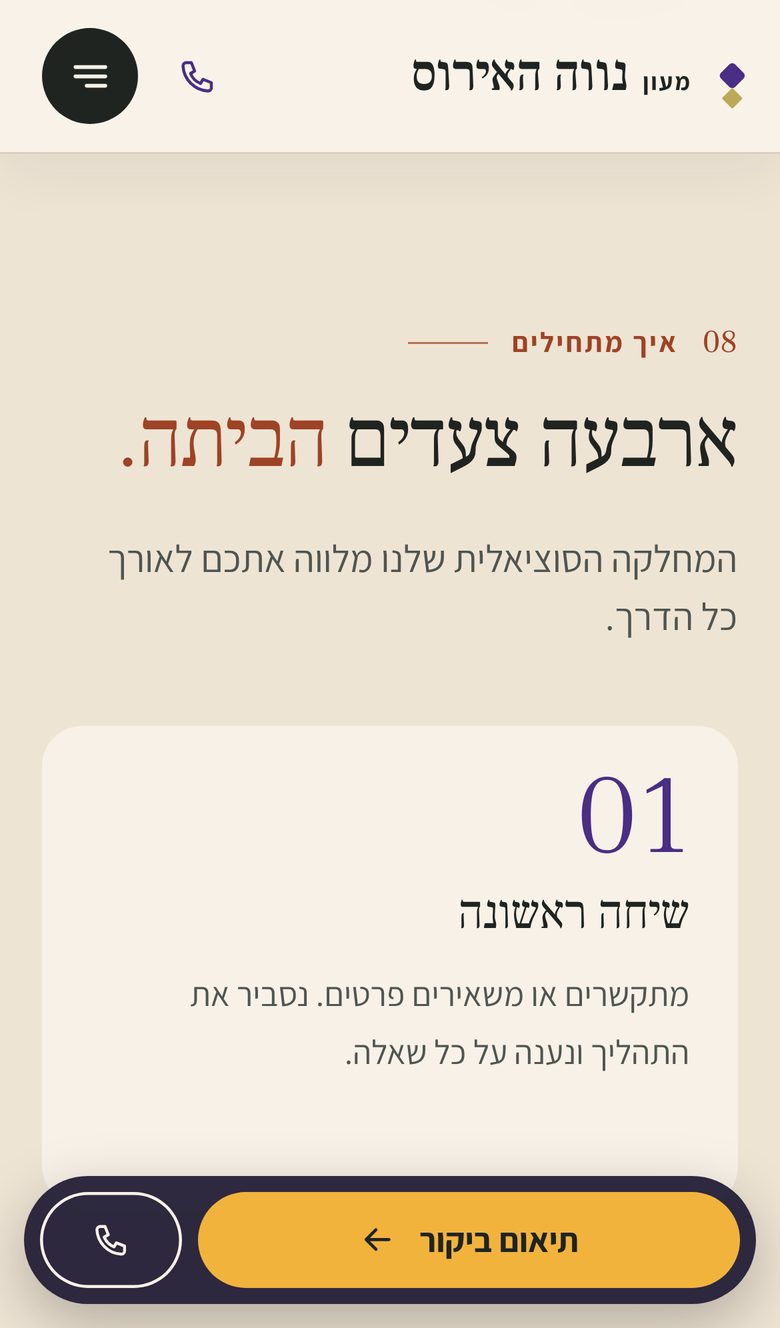 מעון נווה האירוס
08 איך מתחילים
ארבעה צעדים הביתה.
המחלקה הסוציאלית שלנו מלווה אתכם לאורך
כל הדרך.
01
שיחה ראשונה
מתקשרים או משאירים פרטים. נסביר את
התהליך ונענה על כל שאלה.
תיאום ביקור ←